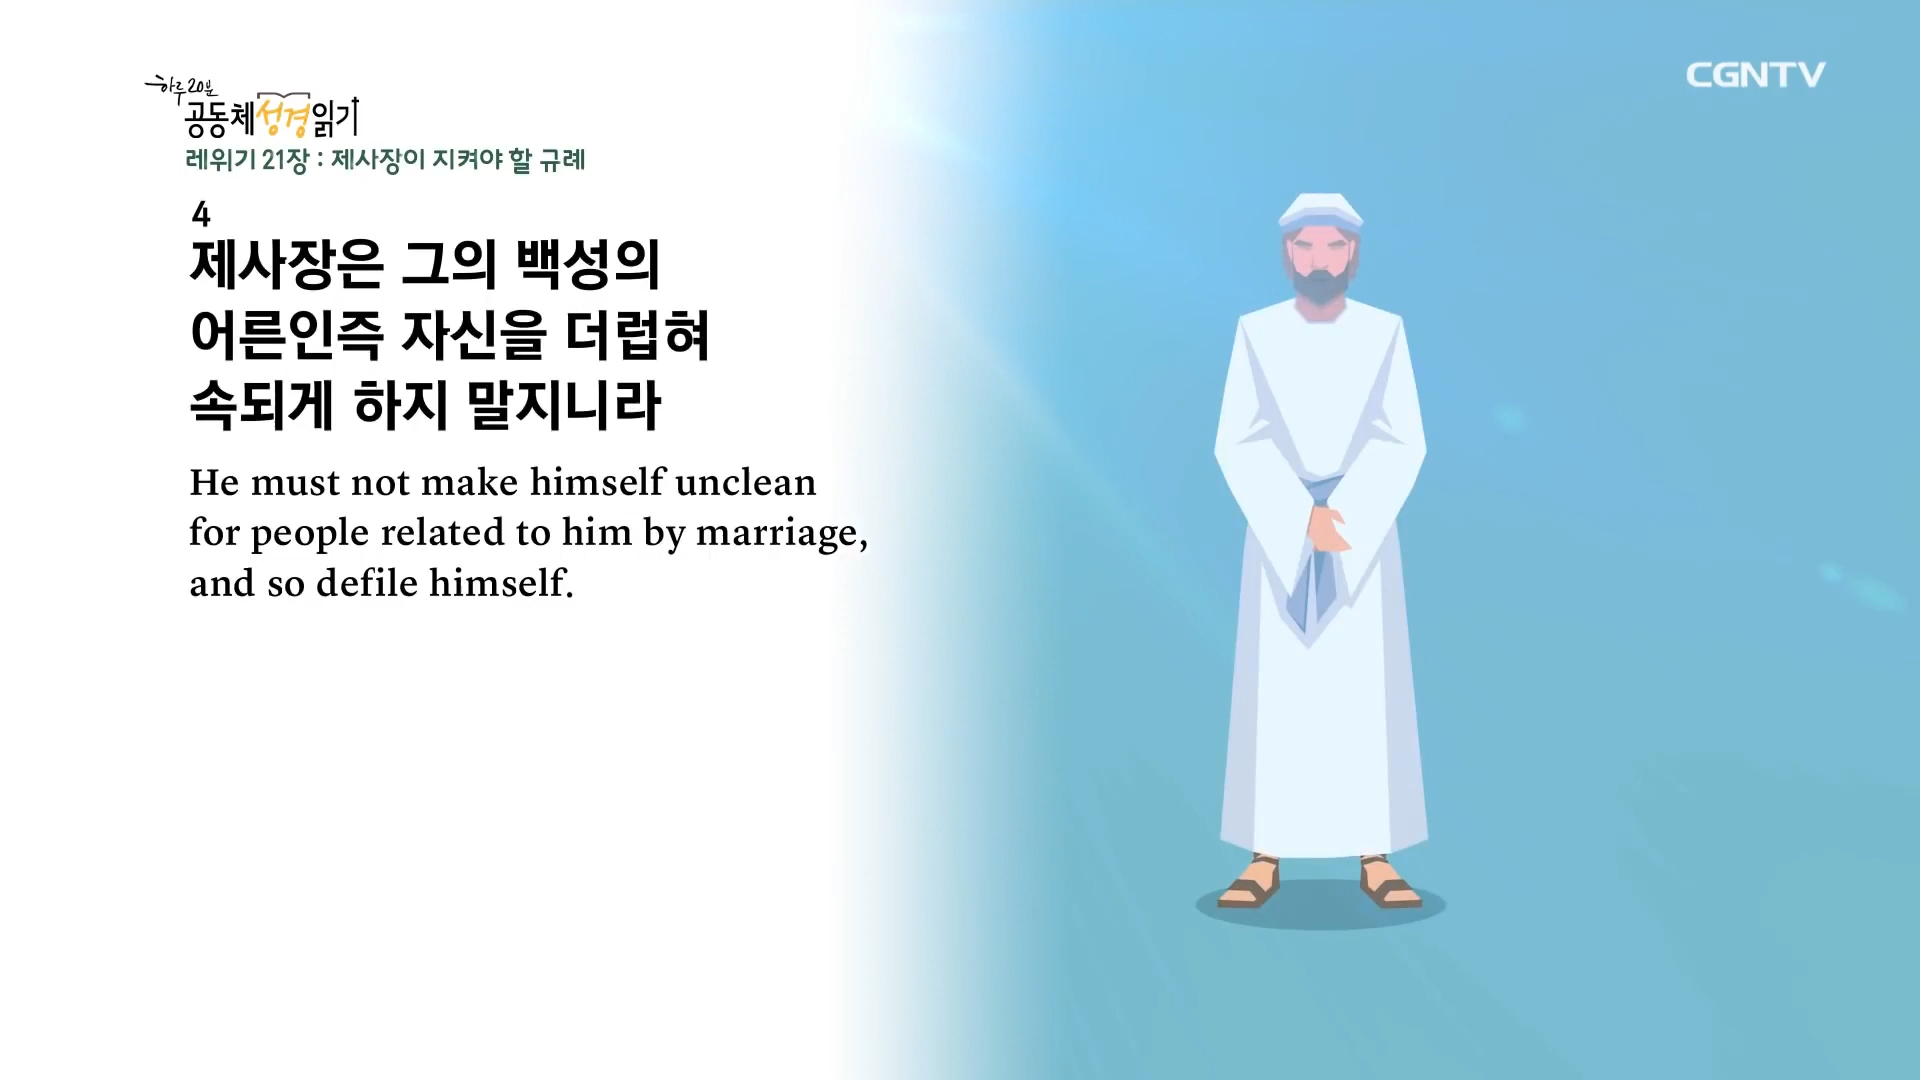 하루 20분
공동체성경읽기
CGNTV
레위기 21장 : 제사장이 지켜야 할 규례
4
제사장은 그의 백성의
어른인즉 자신을 더럽혀
속되게 하지 말지니라
He must not make himself unclean
for people related to him by marriage,
and so defile himself.